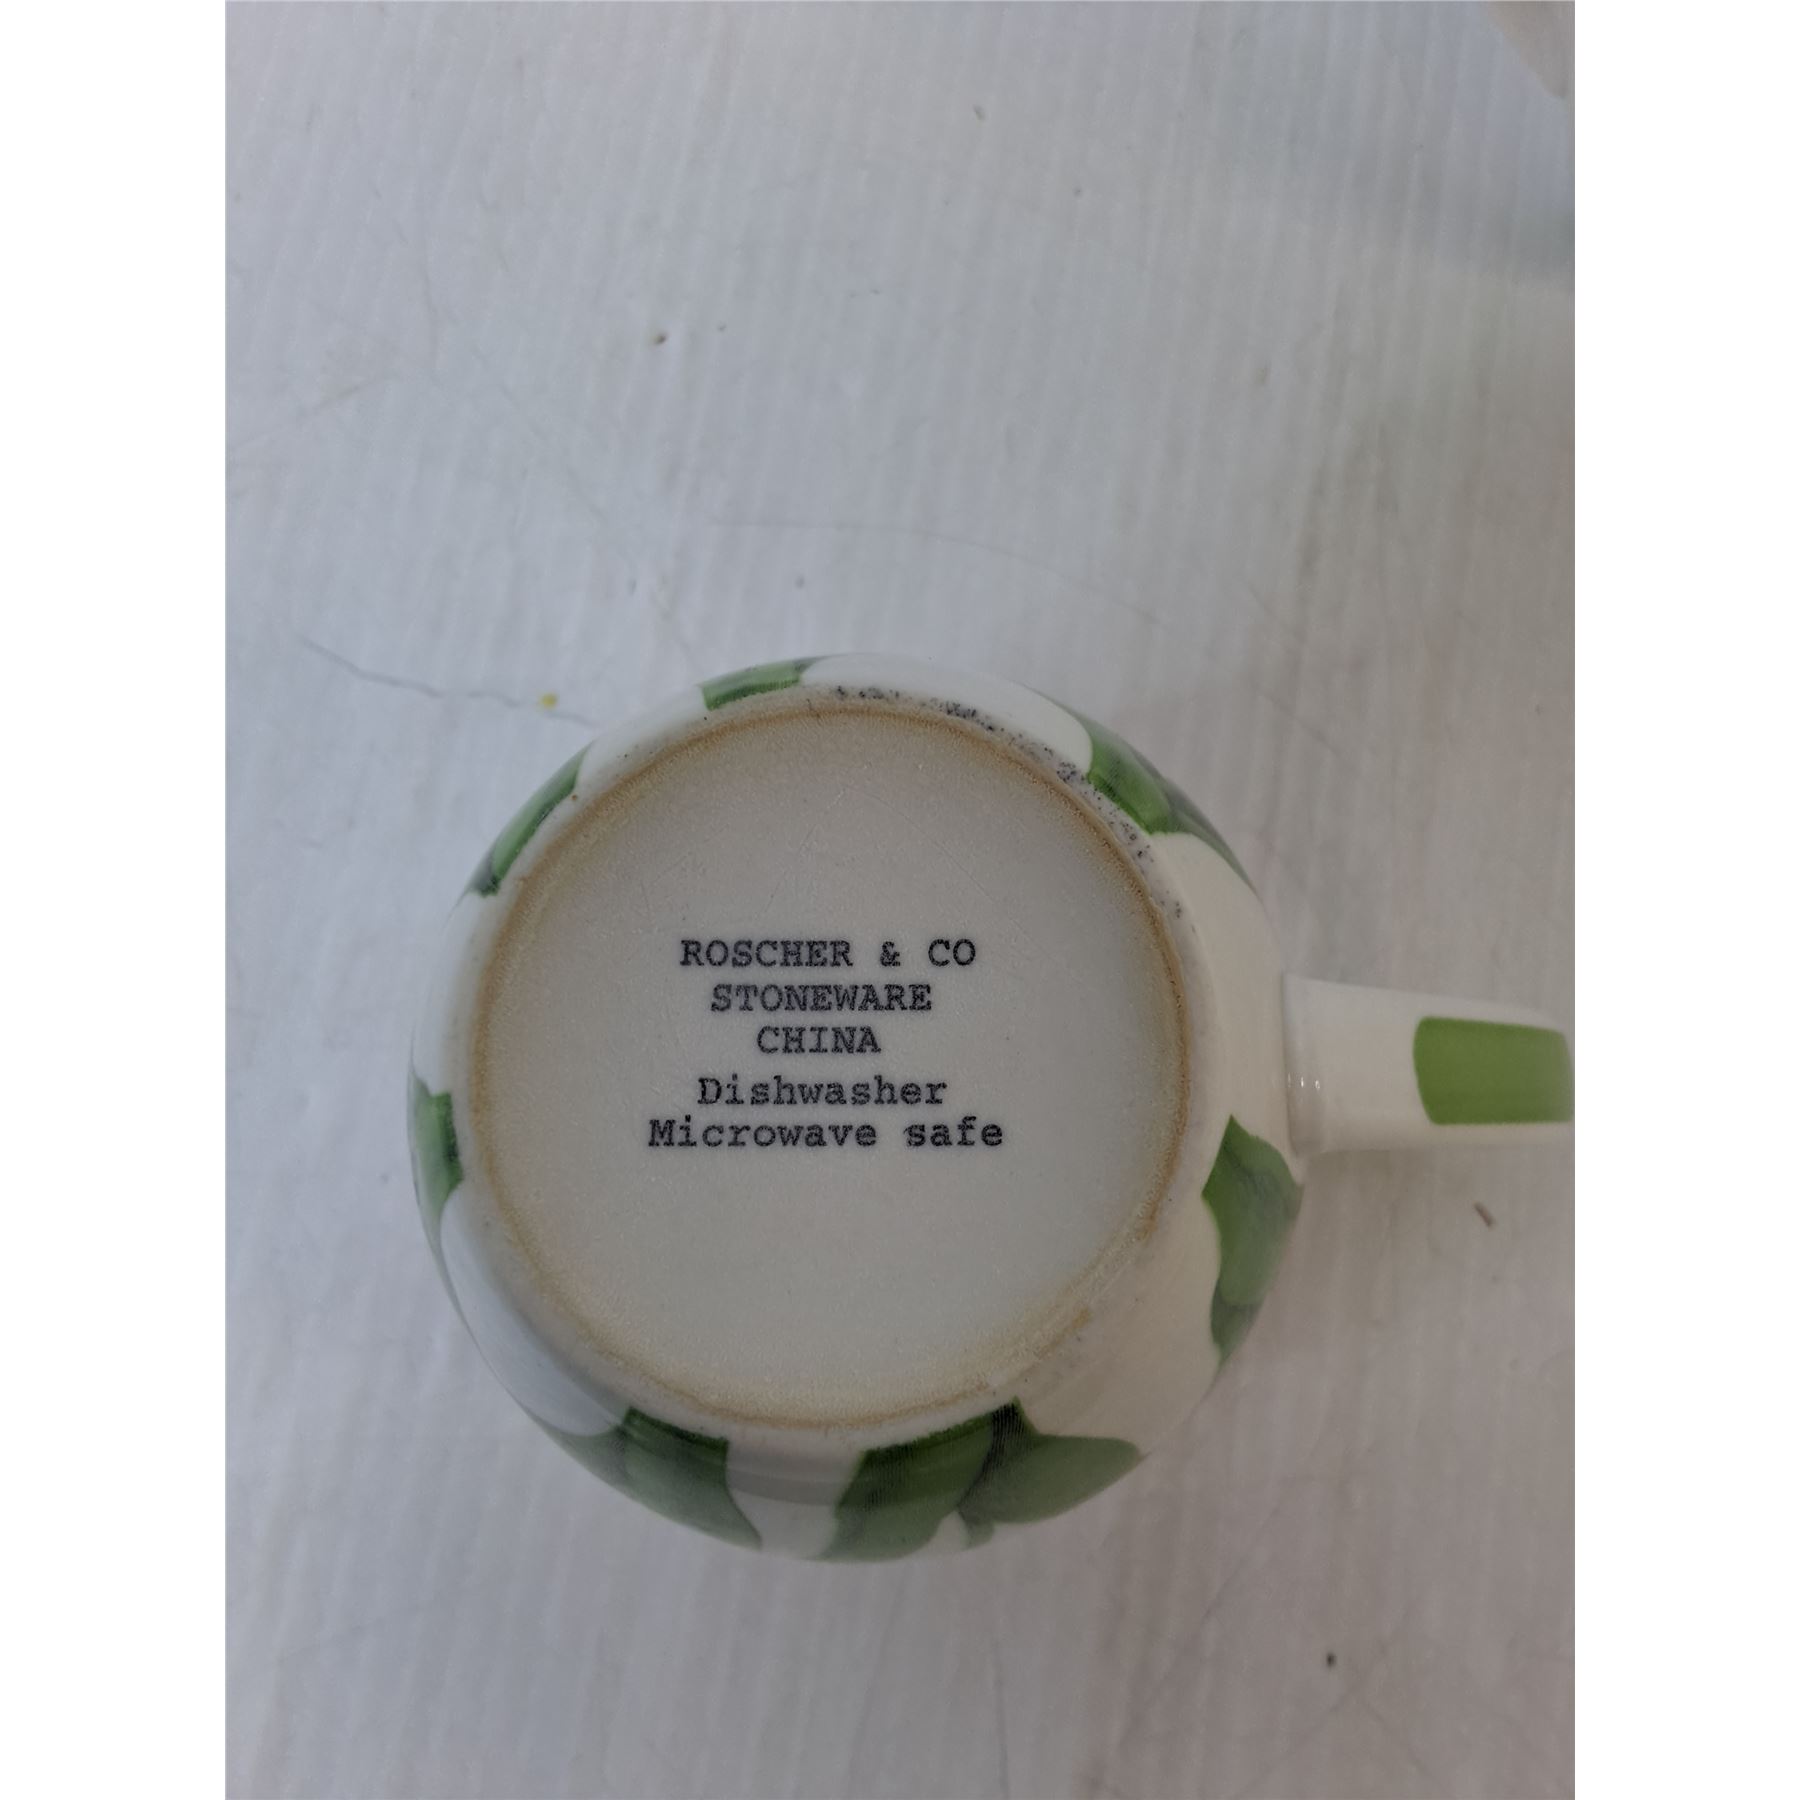 ROSCHER & CO
STONEWARE
CHINA
Dishwasher
Microwave safe